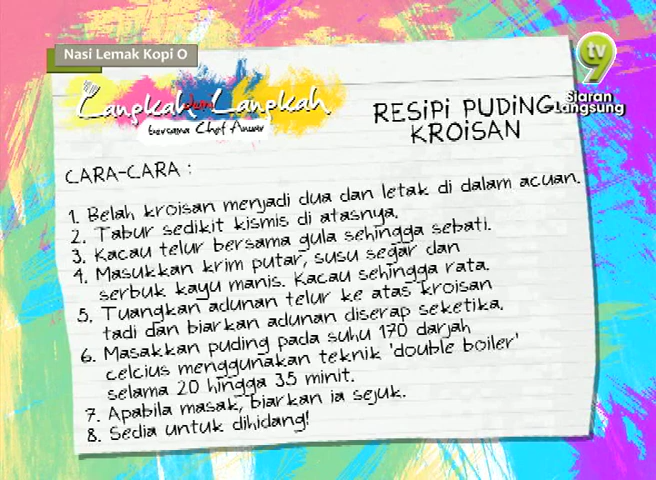 Nasi Lemak Kopi O
tv
9
Siaran
Langsung
Langkah dan Langkah
bersama Chef Anuar
RESiPi PUDiNG
KROiSAN
CARA-CARA :
1. Belah kroisan menjadi dua dan letak di dalam acuan.
2. Tabur sedikit kismis di atasnya.
3. Kacau telur bersama gula sehingga sebati.
4. Masukkan krim putar, susu segar dan
serbuk kayu manis. Kacau sehingga rata.
5. Tuangkan adunan telur ke atas kroisan
tadi dan biarkan adunan diserap seketika.
6. Masakkan puding pada suhu 170 darjah
celcius menggunakan teknik 'double boiler'
selama 20 hingga 35 minit.
7. Apabila masak, biarkan ia sejuk.
8. Sedia untuk dihidang!